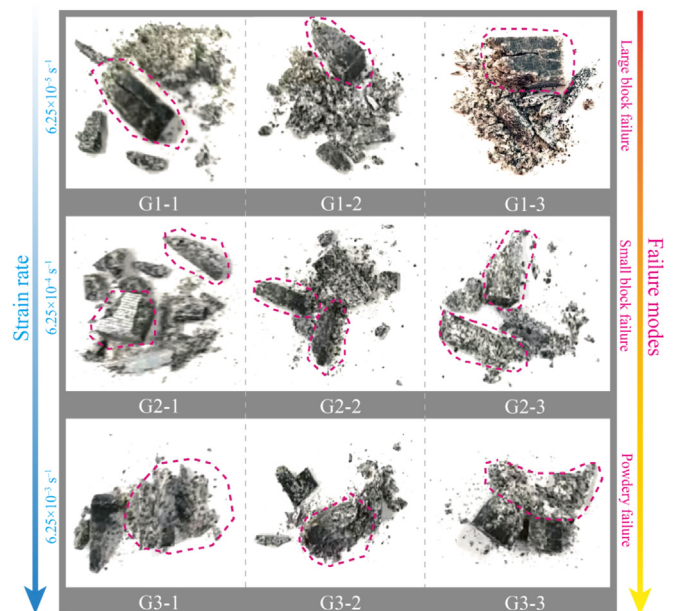 Strain rate
6.25×10⁻⁵ s⁻¹
Large block failure
G1-1
G1-2
G1-3
6.25×10⁻⁴ s⁻¹
Small block failure
G2-1
G2-2
G2-3
Failure modes
6.25×10⁻³ s⁻¹
Powdery failure
G3-1
G3-2
G3-3